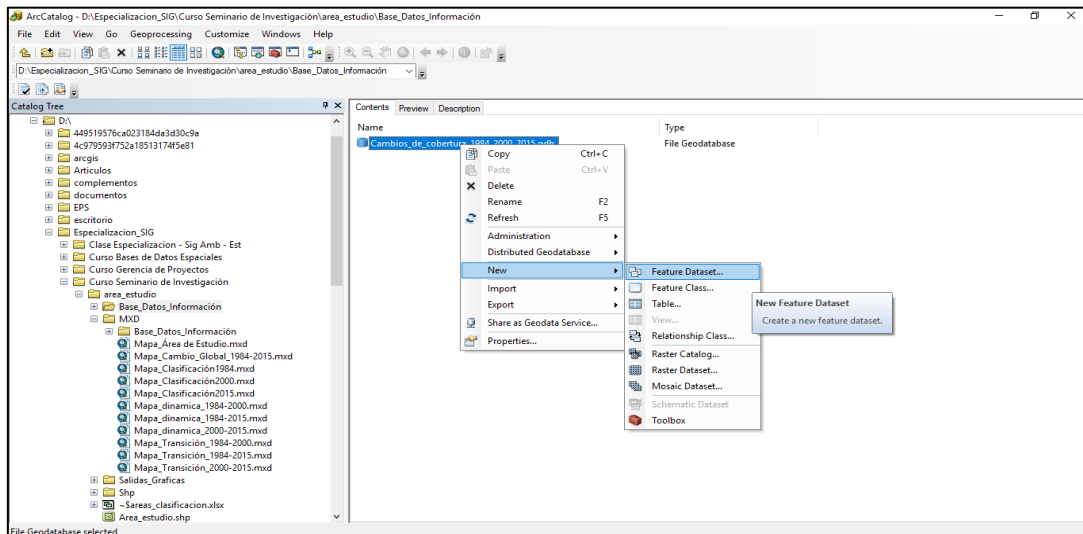 ArcCatalog - D:\Especializacion_SIG\Curso Seminario de Investigaciòn\area_estudio\Base_Datos_Información
File Edit View Go Geoprocessing Customize Windows Help
D:\Especializacion_SIG\Curso Seminario de Investigaciòn\area_estudio\Base_Datos_Información
Catalog Tree
D:\
449519576ca023184da3d30c9a
4c979593f752a18513174f5e81
arcgis
Articulos
complementos
documentos
EPS
escritorio
Especializacion_SIG
Clase Especializacion - Sig Amb - Est
Curso Bases de Datos Espaciales
Curso Gerencia de Proyectos
Curso Seminario de Investigaciòn
area_estudio
Base_Datos_Información
MXD
Base_Datos_Información
Mapa_Área de Estudio.mxd
Mapa_Cambio_Global_1984-2015.mxd
Mapa_Clasificación1984.mxd
Mapa_Clasificación2000.mxd
Mapa_Clasificación2015.mxd
Mapa_dinamica_1984-2000.mxd
Mapa_dinamica_1984-2015.mxd
Mapa_dinamica_2000-2015.mxd
Mapa_Transición_1984-2000.mxd
Mapa_Transición_1984-2015.mxd
Mapa_Transición_2000-2015.mxd
Salidas_Graficas
Shp
~$areas_clasificacion.xlsx
Area_estudio.shp
Contents Preview Description
Name Type
Cambios_de_cobertura_1984_2000_2015.gdb File Geodatabase
Copy Ctrl+C
Paste Ctrl+V
Delete
Rename F2
Refresh F5
Administration
Distributed Geodatabase
New
Import
Export
Share as Geodata Service...
Properties...
Feature Dataset...
Feature Class...
Table...
View...
Relationship Class...
Raster Catalog...
Raster Dataset...
Mosaic Dataset...
Schematic Dataset
Toolbox
New Feature Dataset
Create a new feature dataset.
File Geodatabase selected